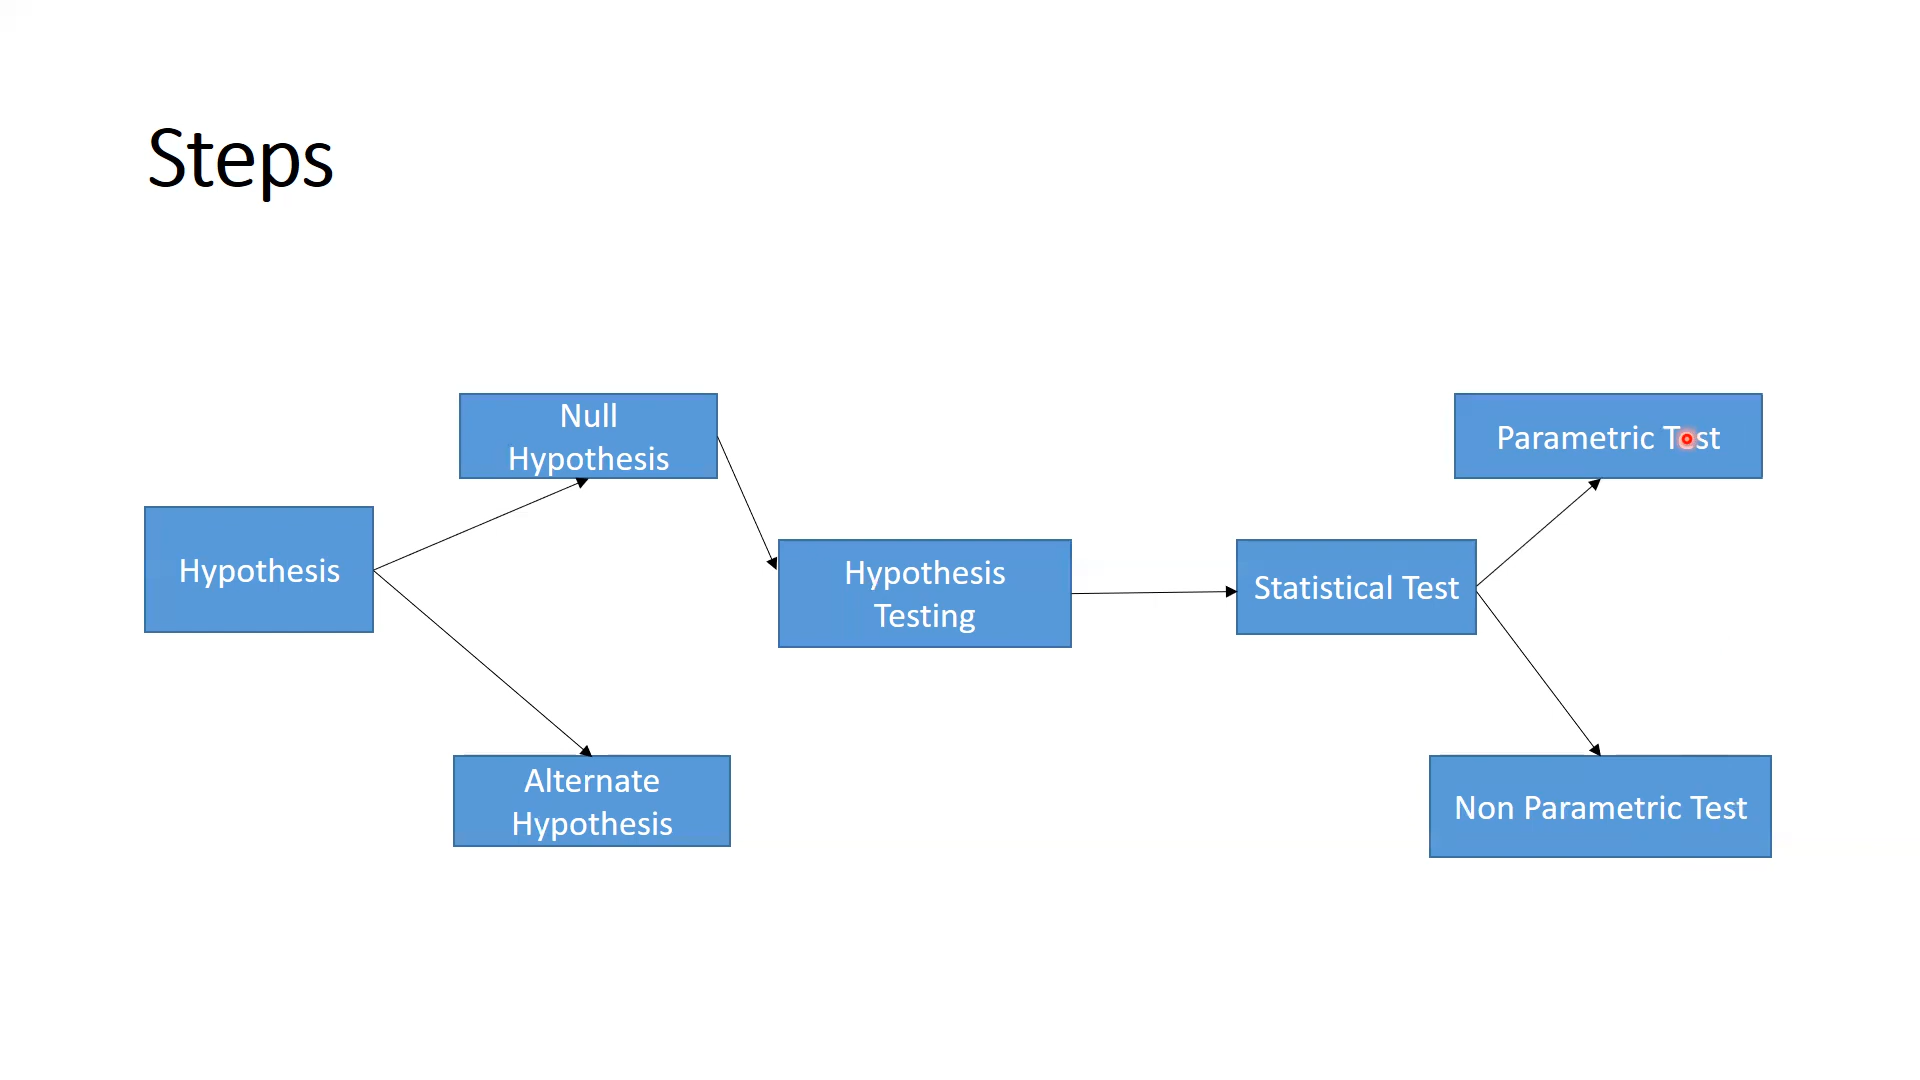 Steps
Null
Hypothesis
Parametric Test
Hypothesis
Hypothesis
Testing
Statistical Test
Alternate
Hypothesis
Non Parametric Test